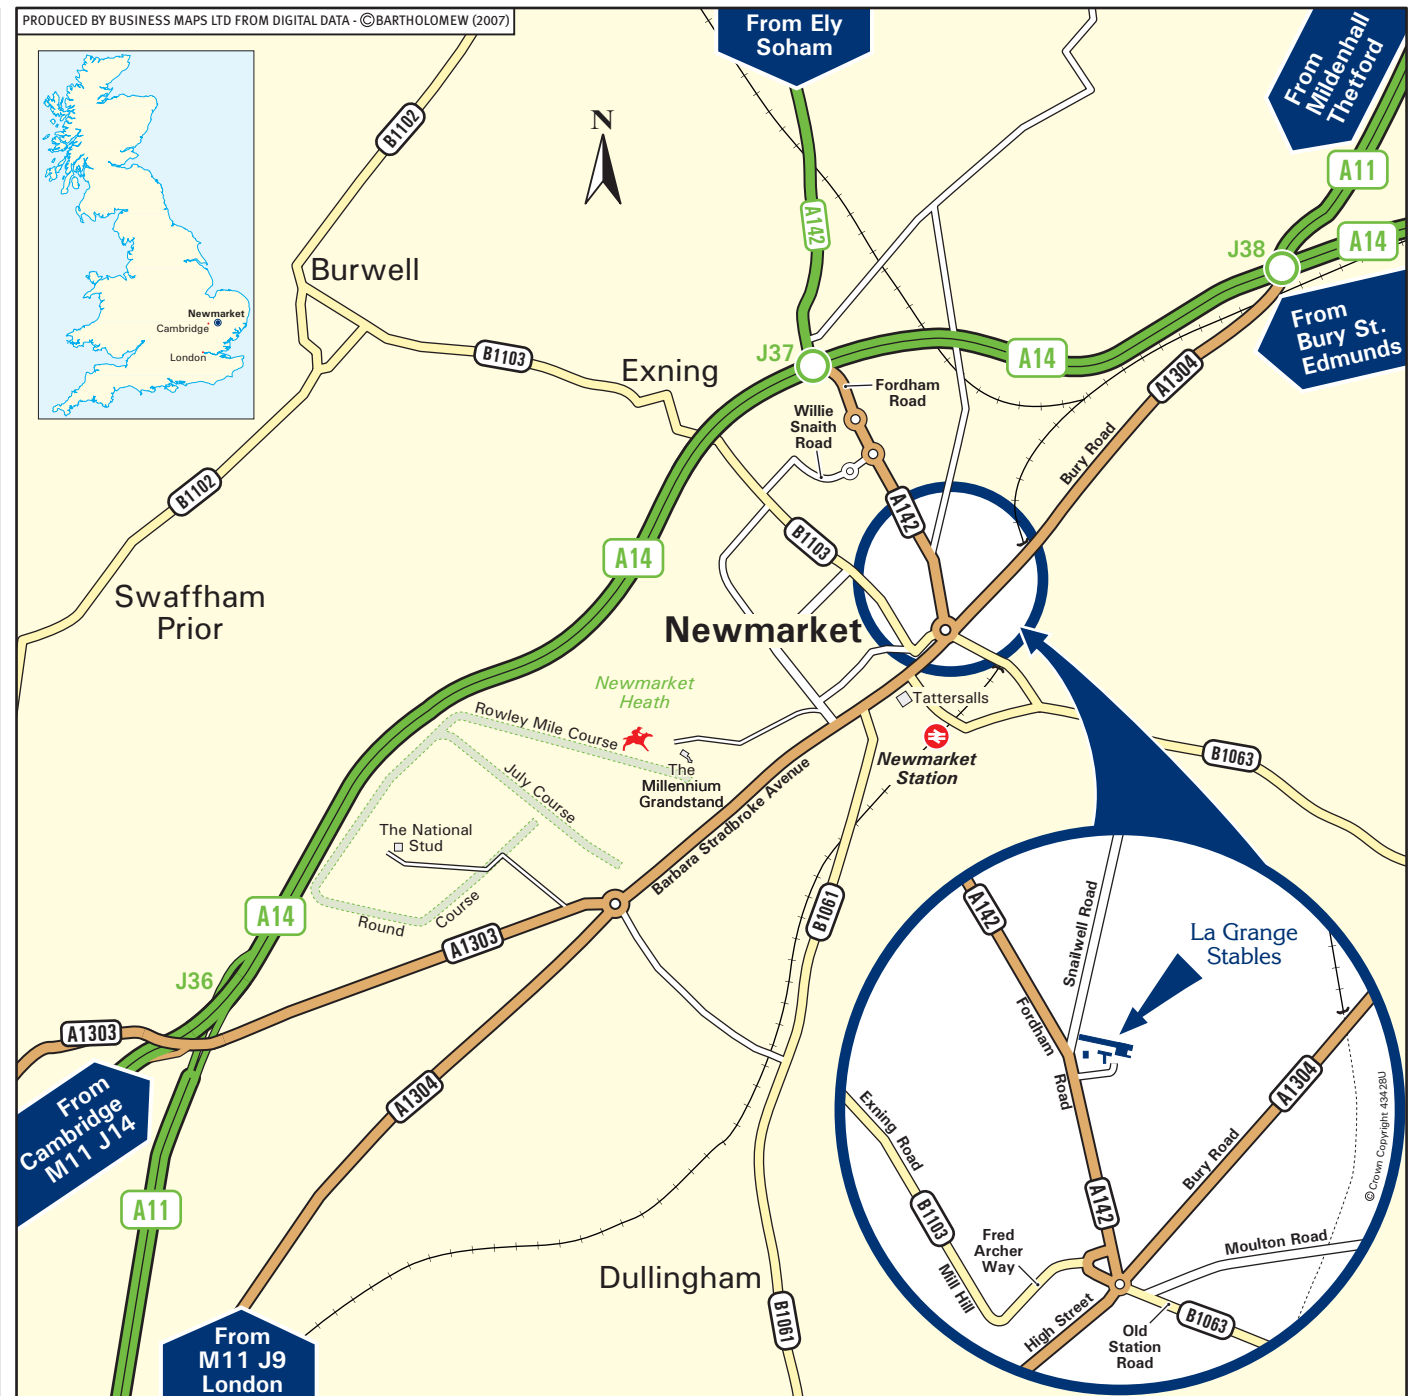 PRODUCED BY BUSINESS MAPS LTD FROM DIGITAL DATA - ©BARTHOLOMEW (2007)
From Ely
Soham
From
Mildenhall
Thetford
N
B1102
A11
A142
A14
J38
Burwell
Newmarket
Cambridge
London
From
Bury St.
Edmunds
J37
B1103
A14
Exning
A1304
Fordham
Road
Willie
Snaith
Road
Bury Road
B1102
A142
B1103
A14
Swaffham
Prior
Newmarket
Newmarket
Heath
Tattersalls
Rowley Mile Course
Newmarket
Station
B1063
The
Millennium
Grandstand
July Course
Barbara Stradbroke Avenue
The National
Stud
B1061
A14
Round
Course
A1303
J36
A1303
A1304
From
Cambridge
M11 J14
A11
Dullingham
B1061
From
M11 J9
London
A142
Snailwell Road
La Grange
Stables
Fordham
Road
A1304
Exning Road
Bury Road
©Crown Copyright 43428U
A142
B1103
Fred
Archer
Way
Moulton Road
Mill Hill
High Street
B1063
Old
Station
Road